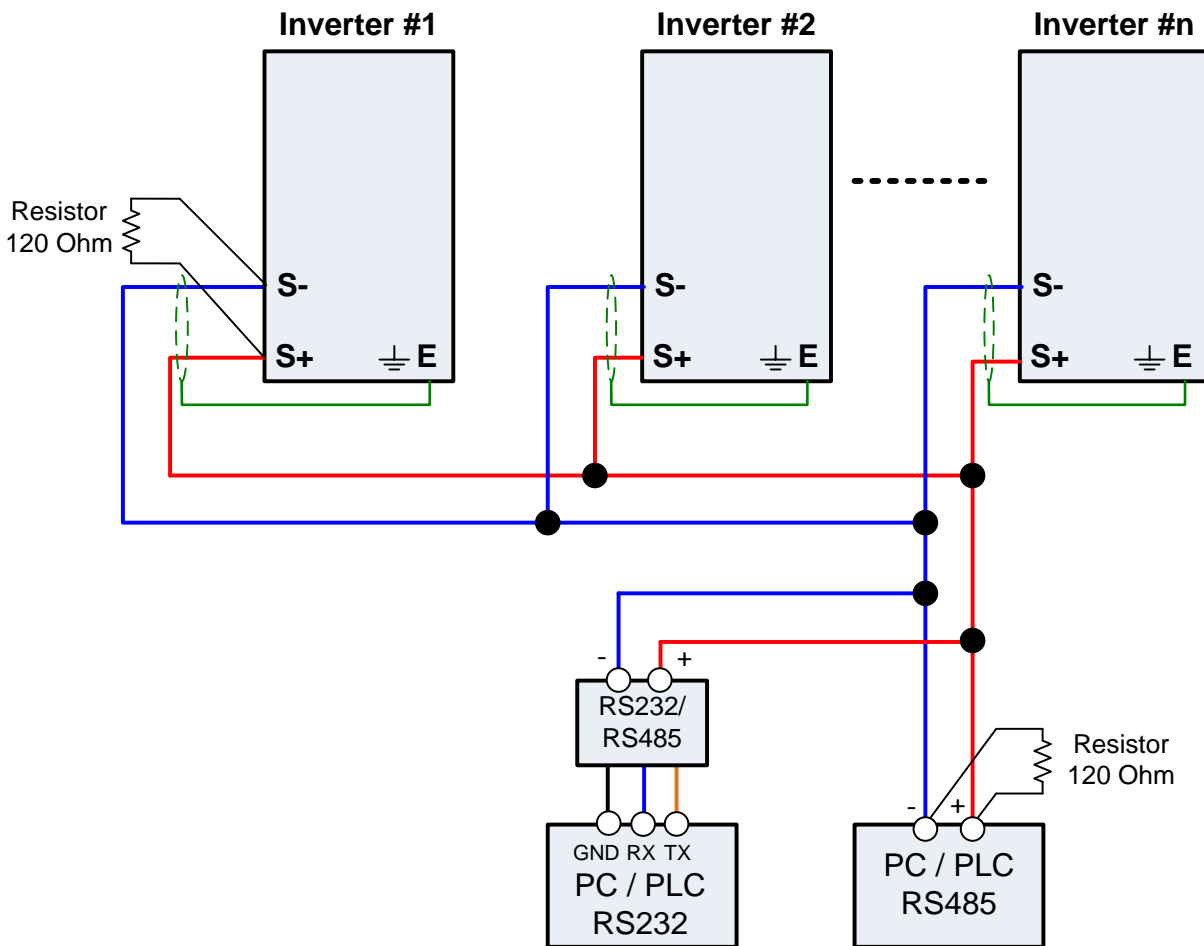 Inverter #1
Inverter #2
Inverter #n
Resistor
120 Ohm
S-
S+
E
S-
S+
E
S-
S+
E
- +
RS232/
RS485
Resistor
120 Ohm
- +
GND RX TX
PC / PLC
RS232
PC / PLC
RS485